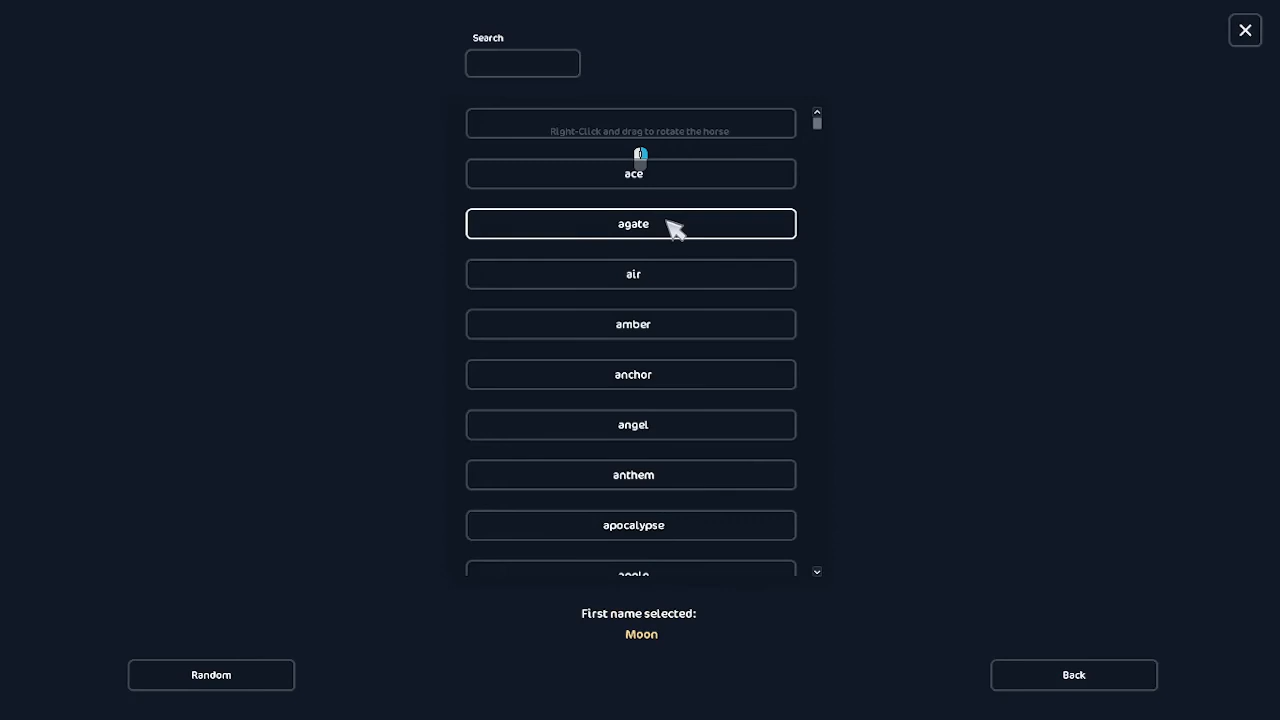 Search
Right-Click and drag to rotate the horse
ace
agate
air
amber
anchor
angel
anthem
apocalypse
apple
First name selected:
Moon
Random
Back